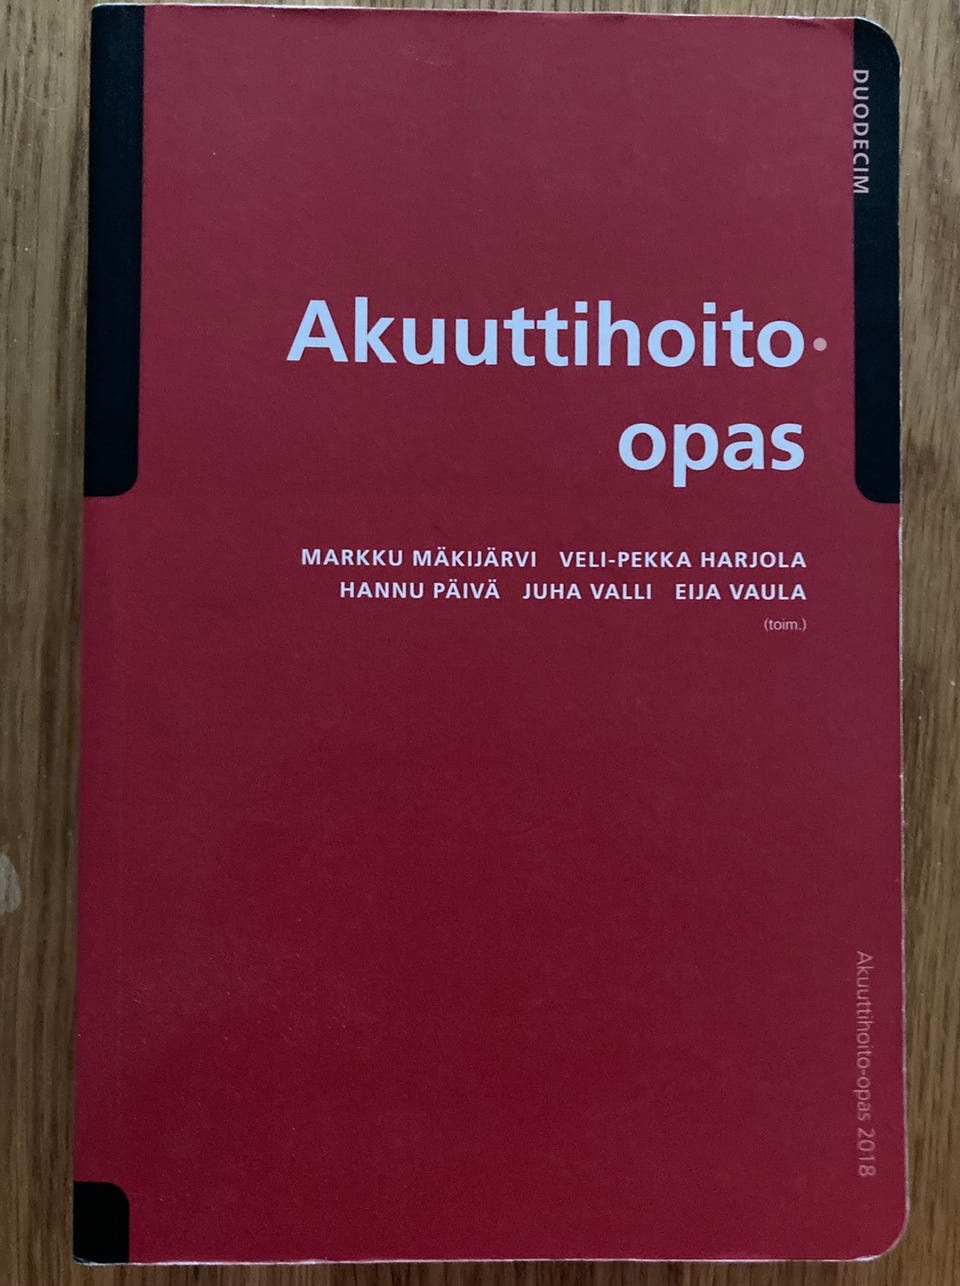 DUODECIM
Akuuttihoito•
opas
MARKKU MÄKIJÄRVI VELI-PEKKA HARJOLA
HANNU PÄIVÄ JUHA VALLI EIJA VAULA
(toim.)
Akuuttihoito-opas 2018